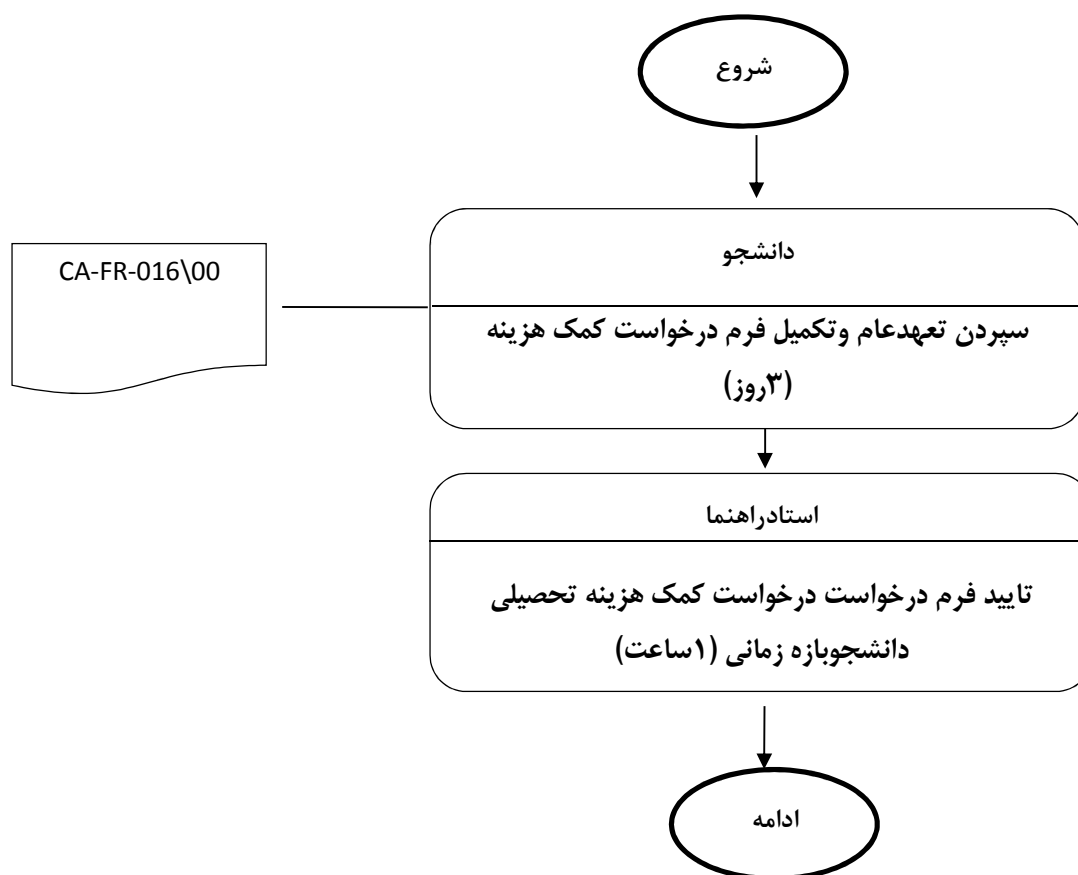 شروع
دانشجو
CA-FR-016\00
سپردن تعهدعام وتکمیل فرم درخواست کمک هزینه
(۳روز)
استادراهنما
تایید فرم درخواست درخواست کمک هزینه تحصیلی
دانشجوبازه زمانی (۱ساعت)
ادامه